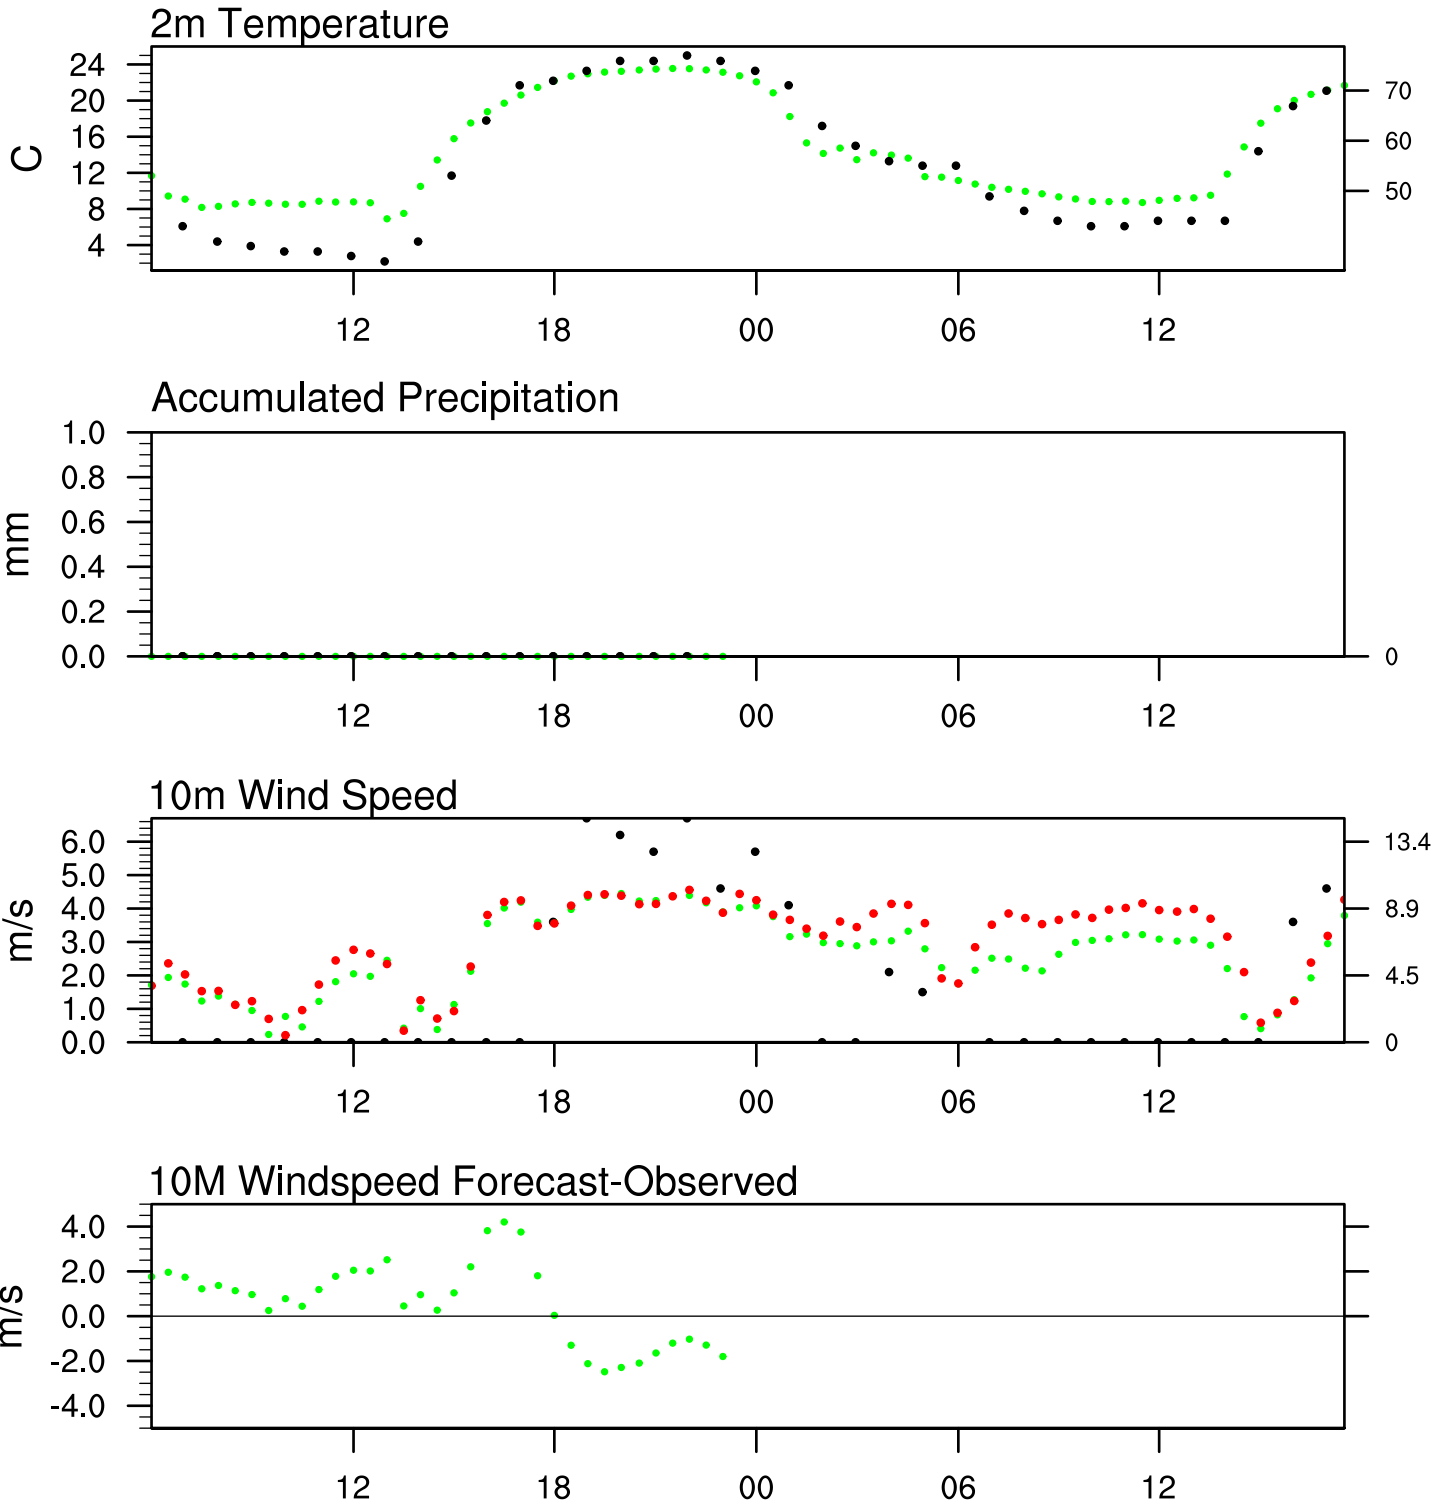 2m Temperature
24
20
16
12
8
4
C
70
60
50
12 18 00 06 12
Accumulated Precipitation
1.0
0.8
0.6
0.4
0.2
0.0
mm
0
12 18 00 06 12
10m Wind Speed
6.0
5.0
4.0
3.0
2.0
1.0
0.0
m/s
13.4
8.9
4.5
0
12 18 00 06 12
10M Windspeed Forecast-Observed
4.0
2.0
0.0
-2.0
-4.0
m/s
12 18 00 06 12